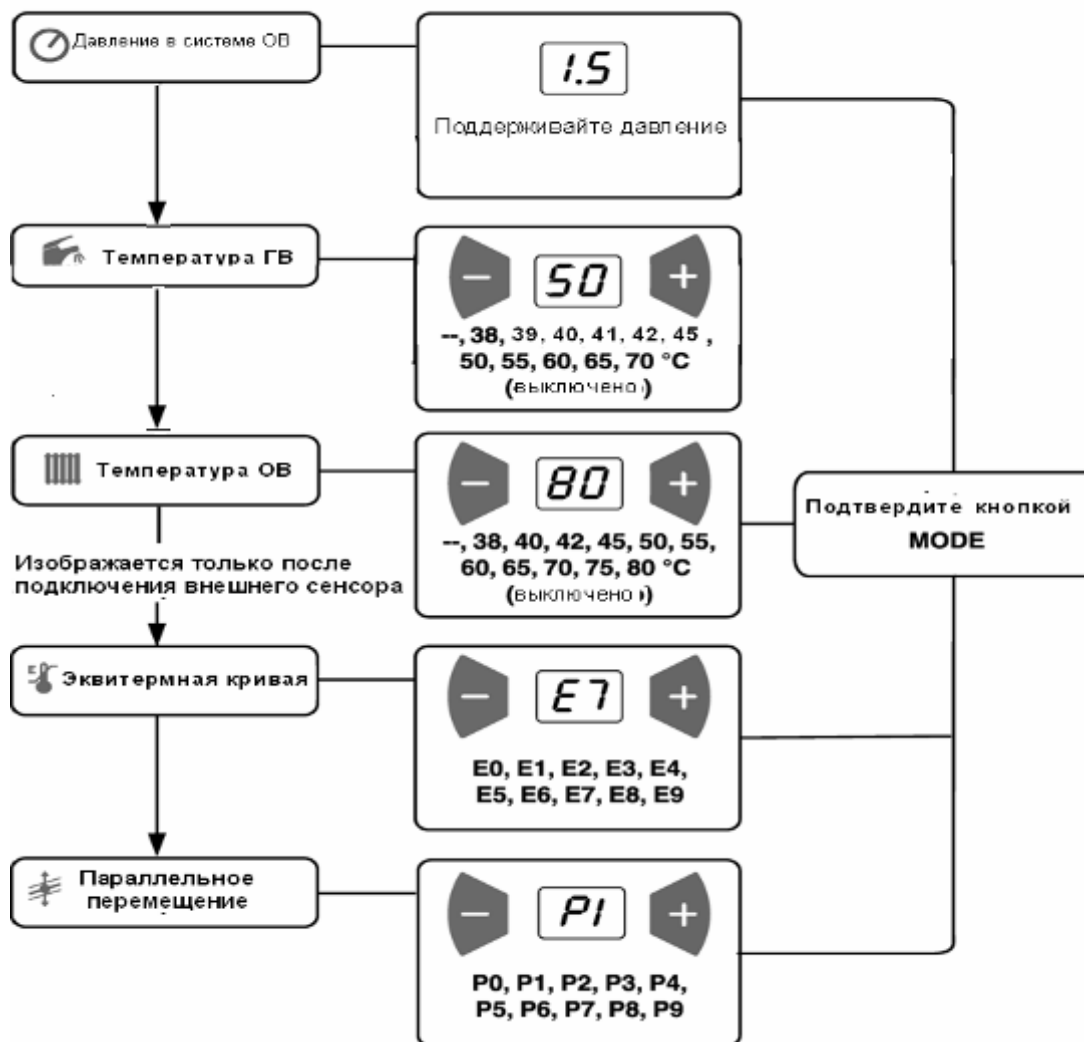 Давление в системе ОВ
1.5
Поддерживайте давление
Температура ГВ
− 50 +
--, 38, 39, 40, 41, 42, 45 ,
50, 55, 60, 65, 70 °C
(выключено)
Температура ОВ
− 80 +
--, 38, 40, 42, 45, 50, 55,
60, 65, 70, 75, 80 °C
(выключено)
Подтвердите кнопкой
MODE
Изображается только после
подключения внешнего сенсора
E
Эквитермная кривая
− E7 +
E0, E1, E2, E3, E4,
E5, E6, E7, E8, E9
Параллельное
перемещение
− P1 +
P0, P1, P2, P3, P4,
P5, P6, P7, P8, P9